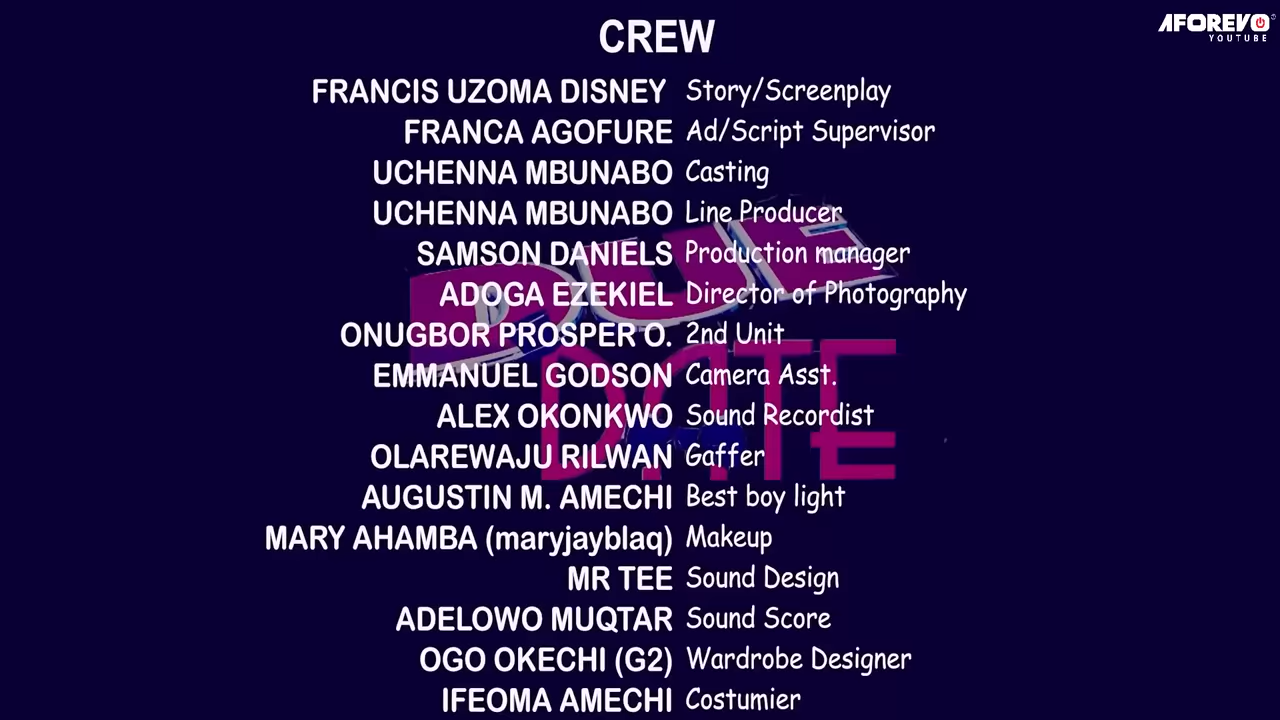 AFOREVO
YOUTUBE
CREW
FRANCIS UZOMA DISNEY Story/Screenplay
FRANCA AGOFURE Ad/Script Supervisor
UCHENNA MBUNABO Casting
UCHENNA MBUNABO Line Producer
SAMSON DANIELS Production manager
ADOGA EZEKIEL Director of Photography
ONUGBOR PROSPER O. 2nd Unit
EMMANUEL GODSON Camera Asst.
ALEX OKONKWO Sound Recordist
OLAREWAJU RILWAN Gaffer
AUGUSTIN M. AMECHI Best boy light
MARY AHAMBA (maryjayblaq) Makeup
MR TEE Sound Design
ADELOWO MUQTAR Sound Score
OGO OKECHI (G2) Wardrobe Designer
IFEOMA AMECHI Costumier
DUE
DATE